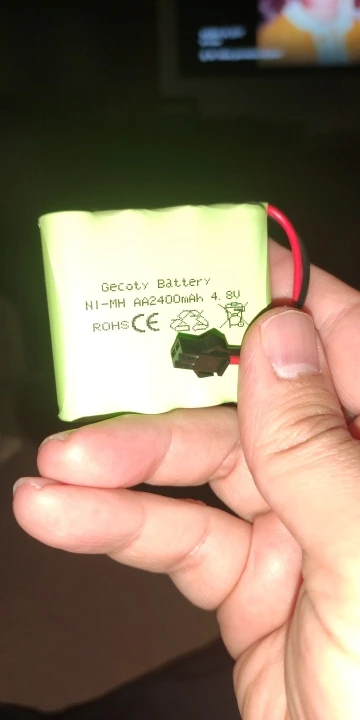 Gecoty Battery
NI-MH AA2400mAh 4.8V
ROHS CE